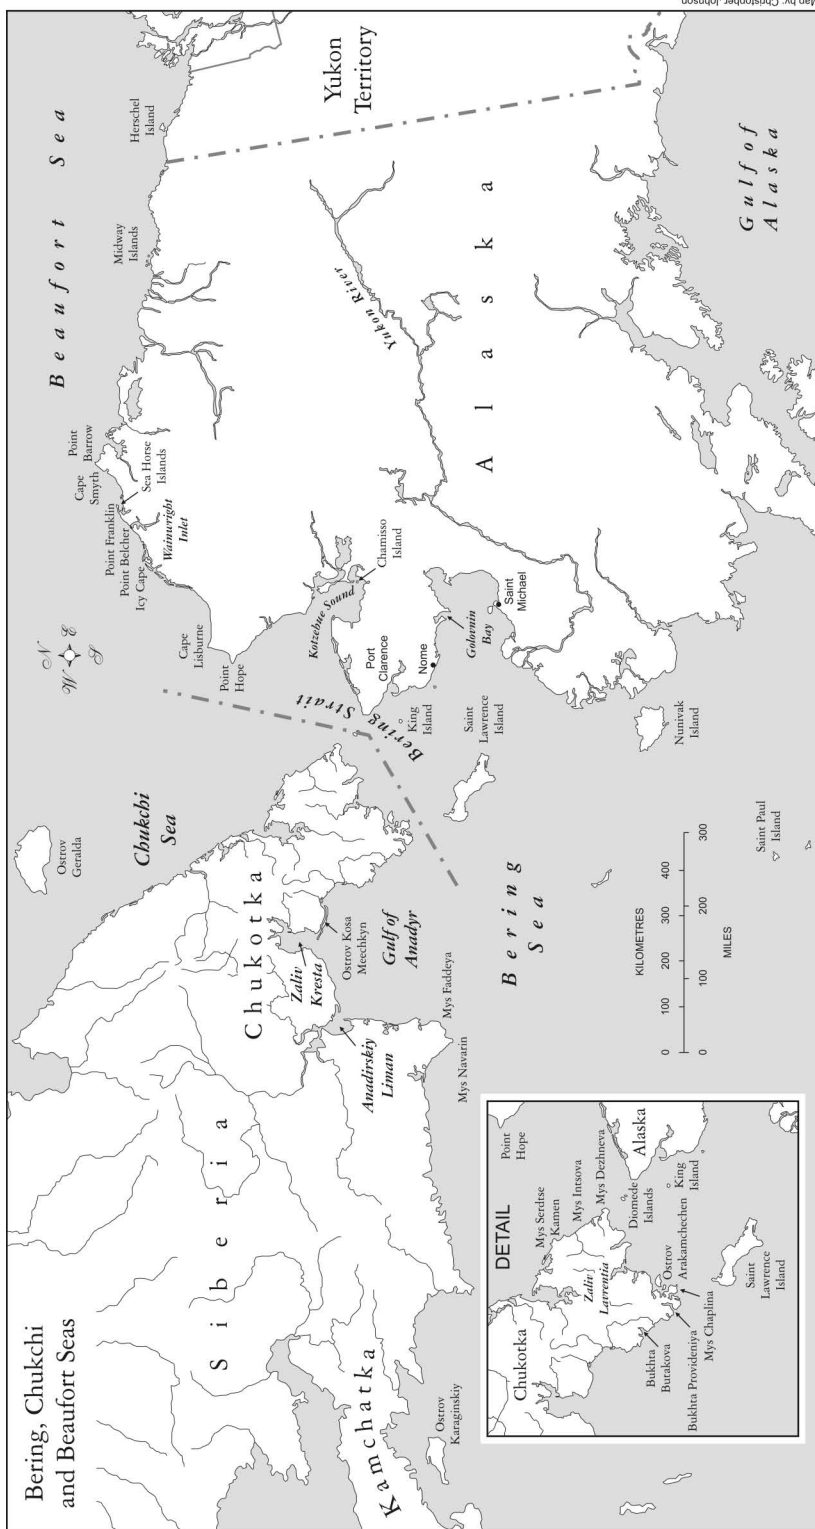 Bering, Chukchi
and Beaufort Seas
Siberia
Kamchatka
Ostrov
Karaginskiy
Chukotka
Anadirskiy
Liman
Zaliv
Kresta
Ostrov Kosa
Meechkyn
Gulf of
Anadyr
Mys Faddeya
Mys Navarin
Ostrov
Geralda
Chukchi
Sea
Bering
Sea
Bering
Strait
N
W E
S
Cape
Lisburne
Point
Hope
Icy Cape
Point Belcher
Point Franklin
Wainwright
Inlet
Cape
Smyth
Point
Barrow
Sea Horse
Islands
Beaufort Sea
Midway
Islands
Herschel
Island
Yukon
Territory
Kotzebue Sound
Chamisso
Island
Port
Clarence
Nome
King
Island
Golovnin
Bay
Saint
Michael
Saint
Lawrence
Island
Nunivak
Island
Saint Paul
Island
Yukon River
Alaska
Gulf of
Alaska
KILOMETRES
0 100 200 300 400
0 100 200 300
MILES
DETAIL
Point
Hope
Chukotka
Mys Serdtse
Kamen
Mys Intsova
Mys Dezhneva
Zaliv
Lavrentia
Alaska
Diomede
Islands
King
Island
Ostrov
Arakamchechen
Mys Chaplina
Bukhta Provideniya
Bukhta
Butakova
Saint
Lawrence
Island
Map by: Christopher Johnson